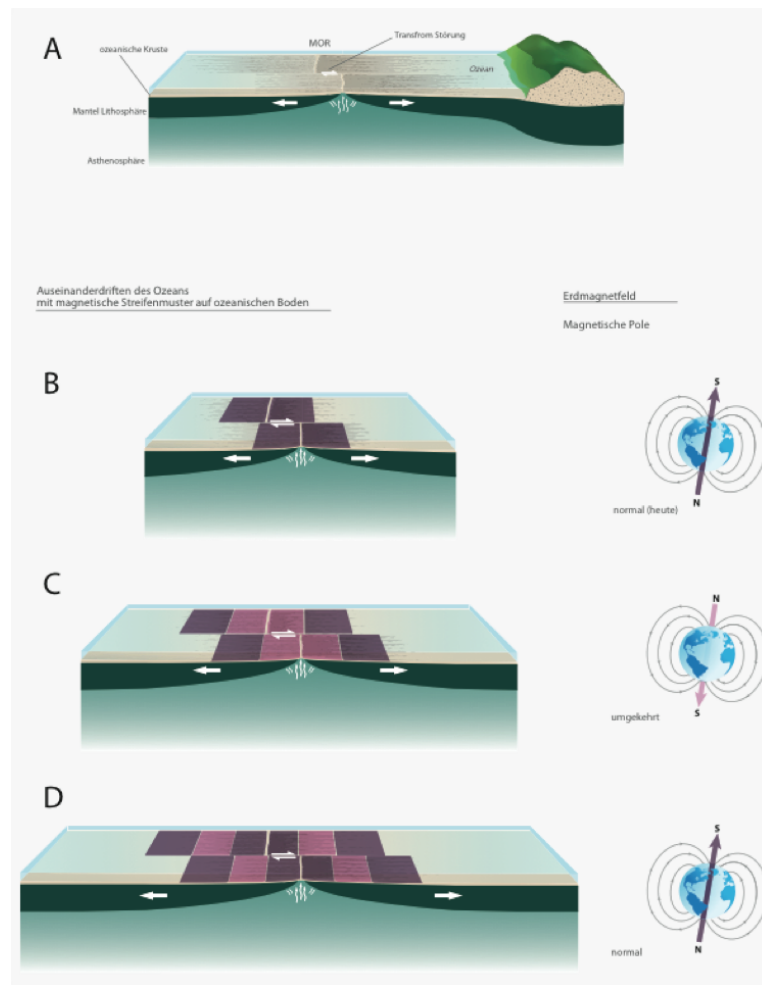 A
MOR
Transfrom Störung
ozeanische Kruste
Ozean
Mantel Lithosphäre
Asthenosphäre
Auseinanderdriften des Ozeans
mit magnetische Streifenmuster auf ozeanischen Boden
Erdmagnetfeld
Magnetische Pole
B
S
N
normal (heute)
C
N
S
umgekehrt
D
S
N
normal